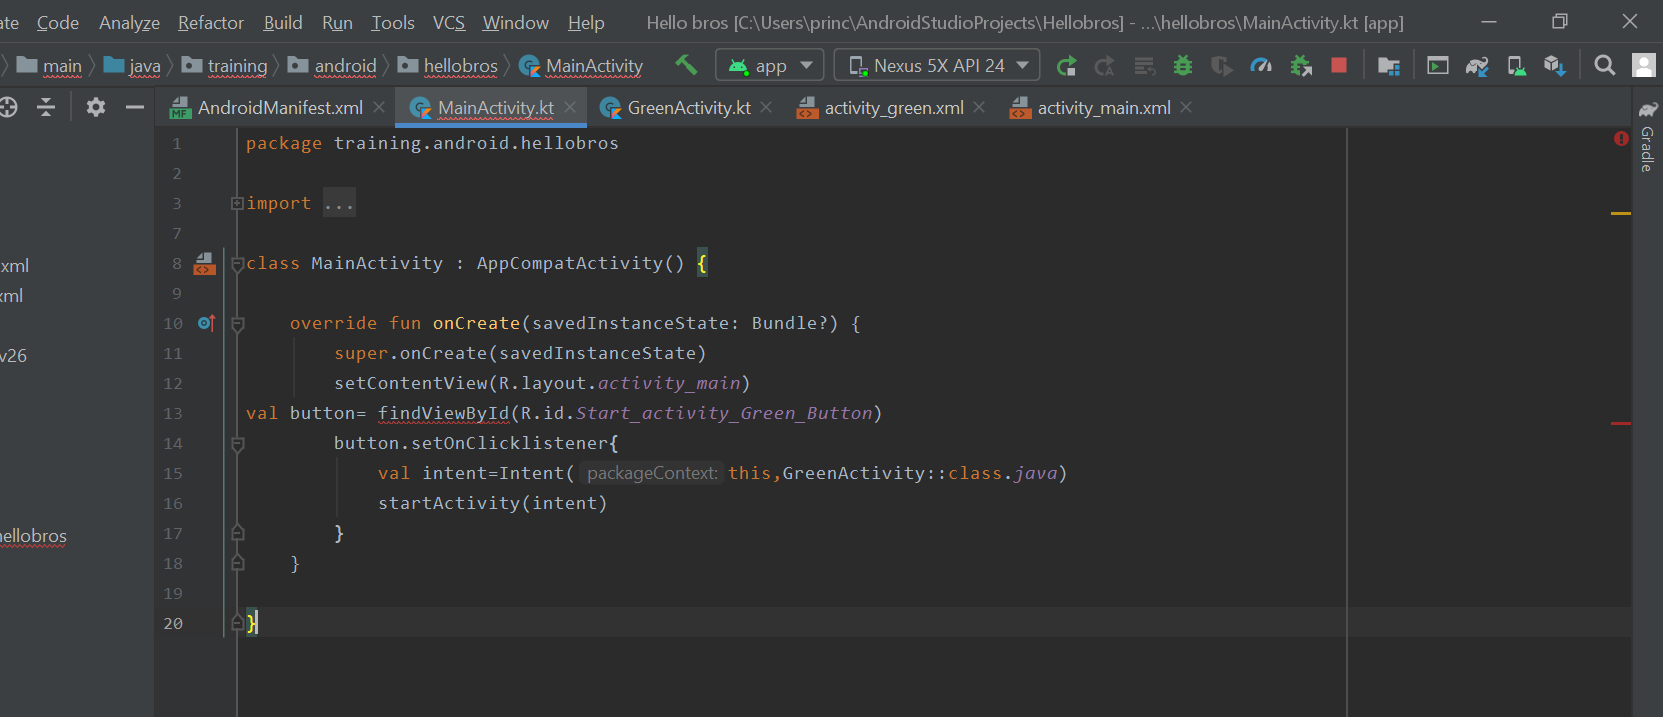 ate Code Analyze Refactor Build Run Tools VCS Window Help Hello bros [C:\Users\princ\AndroidStudioProjects\Hellobros] - ...\hellobros\MainActivity.kt [app]
main java training android hellobros MainActivity app Nexus 5X API 24
AndroidManifest.xml MainActivity.kt GreenActivity.kt activity_green.xml activity_main.xml
Gradle
1 package training.android.hellobros
2
3 import ...
7
xml
8 class MainActivity : AppCompatActivity() {
xml
9
10 override fun onCreate(savedInstanceState: Bundle?) {
v26
11 super.onCreate(savedInstanceState)
12 setContentView(R.layout.activity_main)
13 val button= findViewById(R.id.Start_activity_Green_Button)
14 button.setOnClicklistener{
15 val intent=Intent( packageContext: this,GreenActivity::class.java)
16 startActivity(intent)
hellobros
17 }
18 }
19
20 }